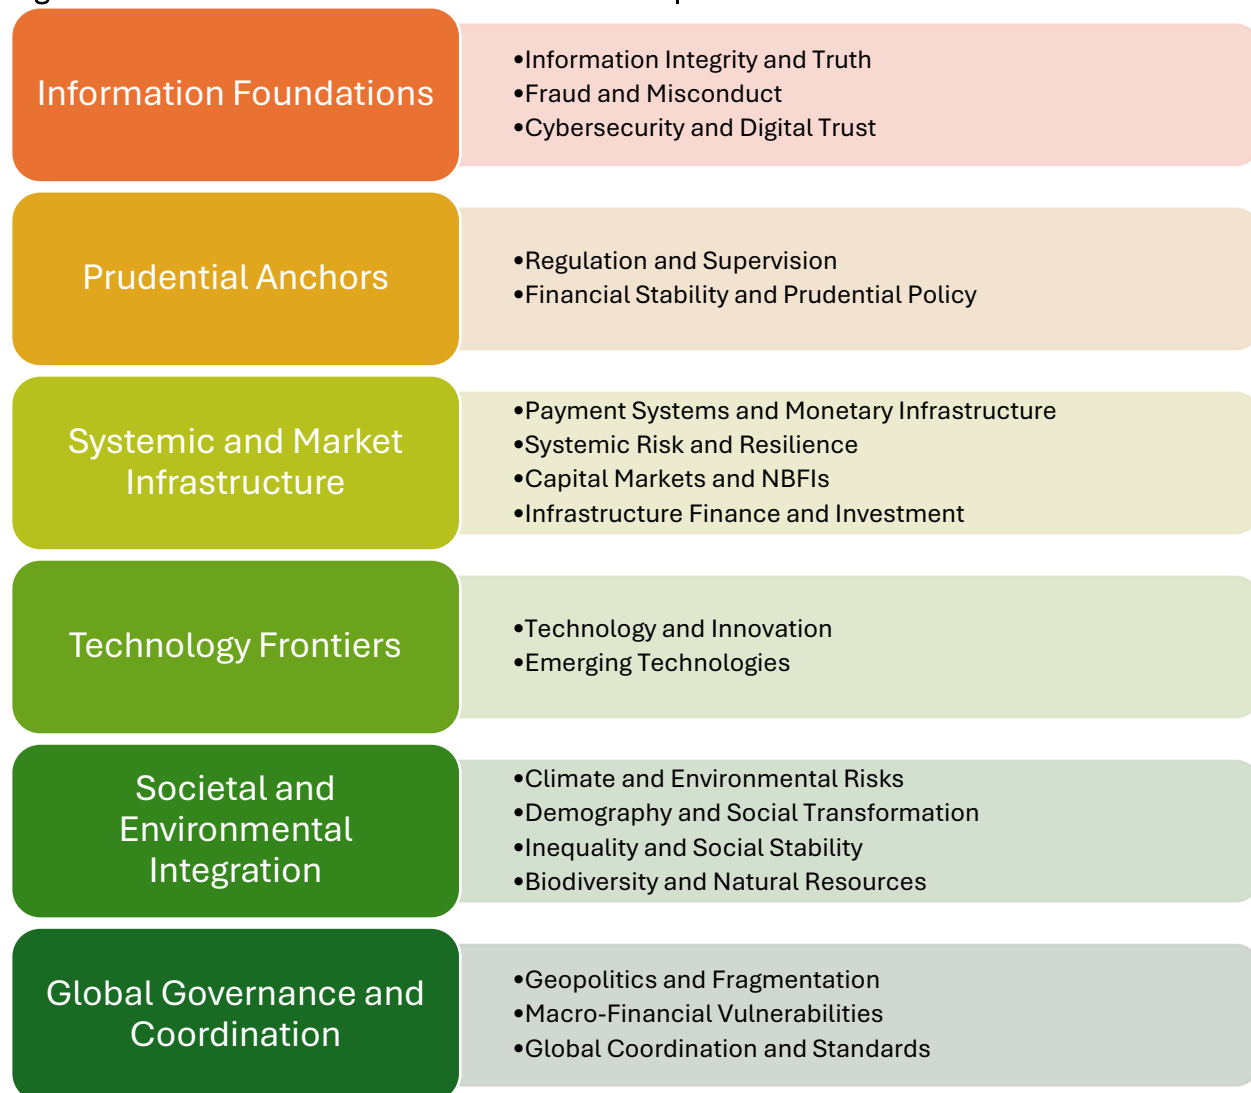 Information Foundations
•Information Integrity and Truth
•Fraud and Misconduct
•Cybersecurity and Digital Trust
Prudential Anchors
•Regulation and Supervision
•Financial Stability and Prudential Policy
Systemic and Market
Infrastructure
•Payment Systems and Monetary Infrastructure
•Systemic Risk and Resilience
•Capital Markets and NBFIs
•Infrastructure Finance and Investment
Technology Frontiers
•Technology and Innovation
•Emerging Technologies
Societal and
Environmental
Integration
•Climate and Environmental Risks
•Demography and Social Transformation
•Inequality and Social Stability
•Biodiversity and Natural Resources
Global Governance and
Coordination
•Geopolitics and Fragmentation
•Macro-Financial Vulnerabilities
•Global Coordination and Standards